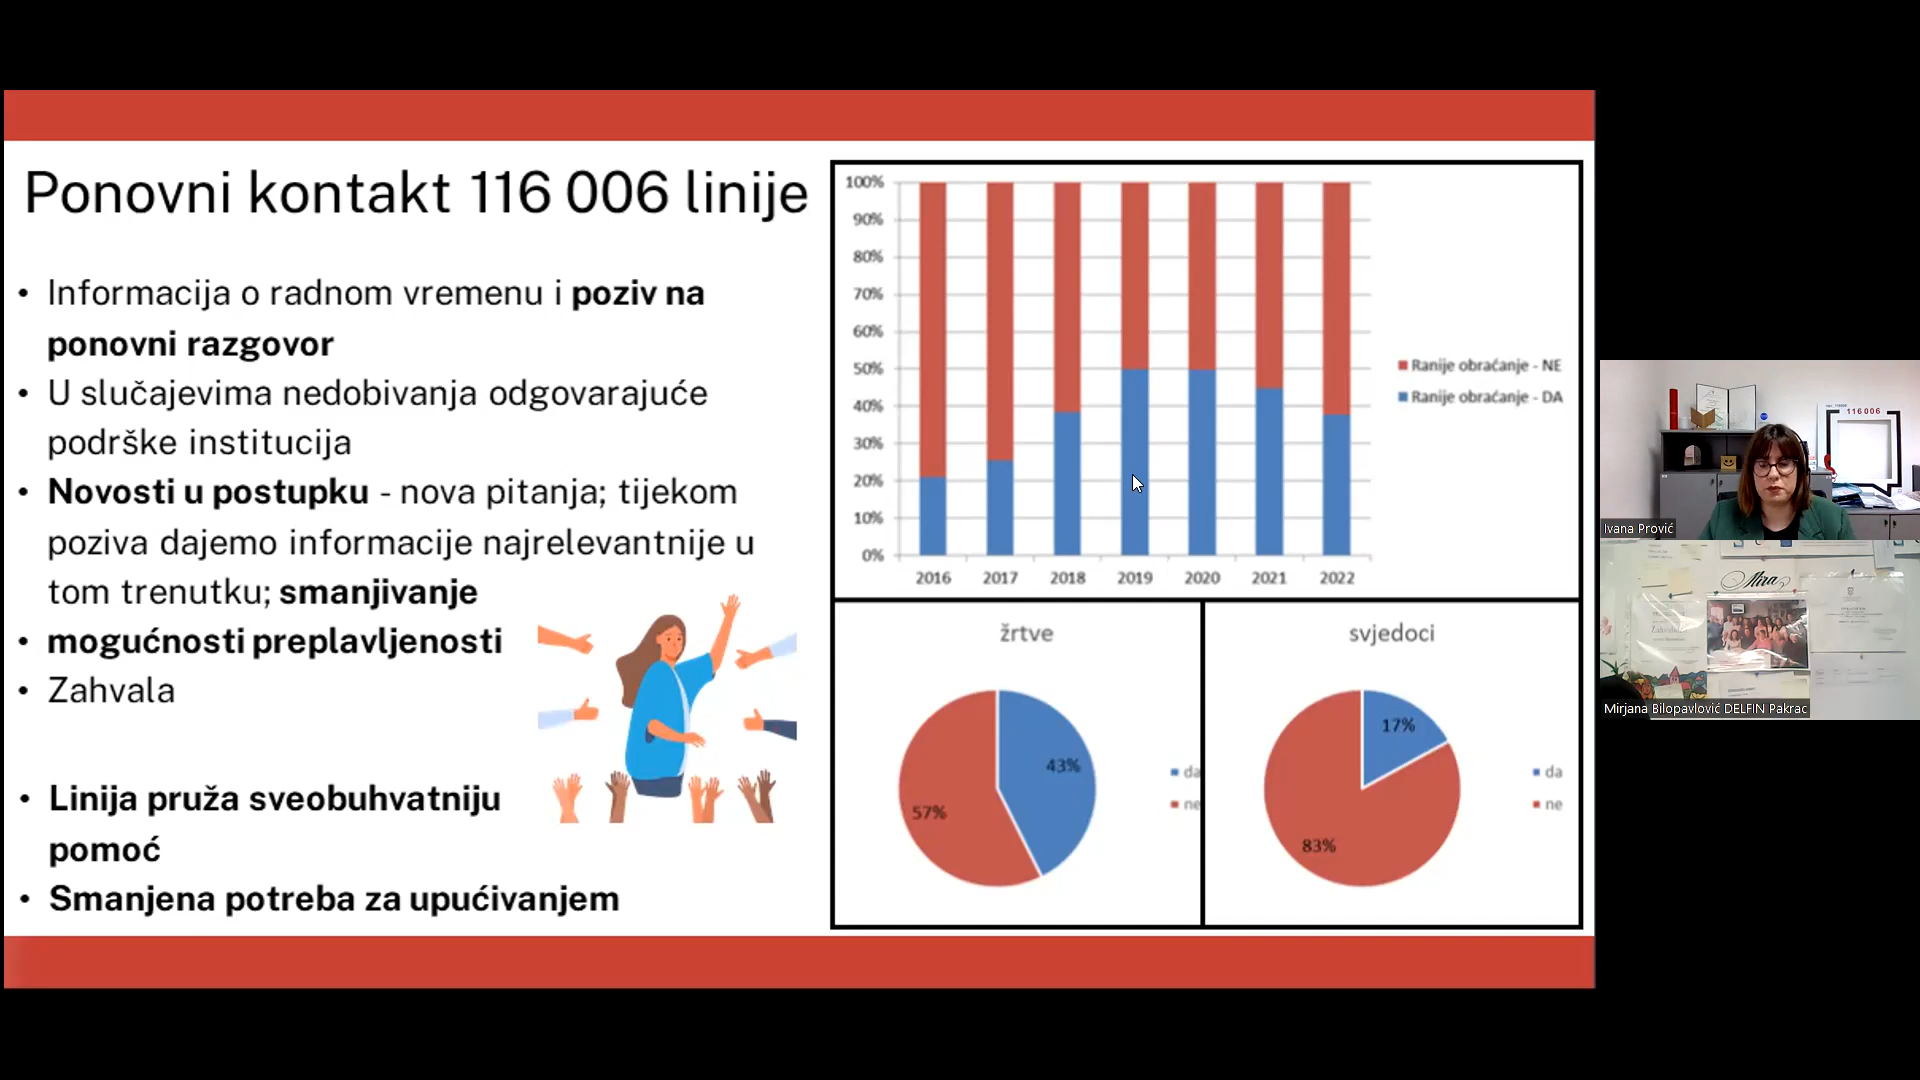 Ponovni kontakt 116 006 linije
• Informacija o radnom vremenu i poziv na
ponovni razgovor
• U slučajevima nedobivanja odgovarajuće
podrške institucija
• Novosti u postupku - nova pitanja; tijekom
poziva dajemo informacije najrelevantnije u
tom trenutku; smanjivanje
• mogućnosti preplavljenosti
• Zahvala
• Linija pruža sveobuhvatniju
pomoć
• Smanjena potreba za upućivanjem
100%
90%
80%
70%
60%
50%
40%
30%
20%
10%
0%
2016 2017 2018 2019 2020 2021 2022
Ranije obraćanje - NE
Ranije obraćanje - DA
žrtve
43%
57%
da
ne
svjedoci
17%
83%
da
ne
116 006
Ivana Prović
Mirjana Bilopavlović DELFIN Pakrac